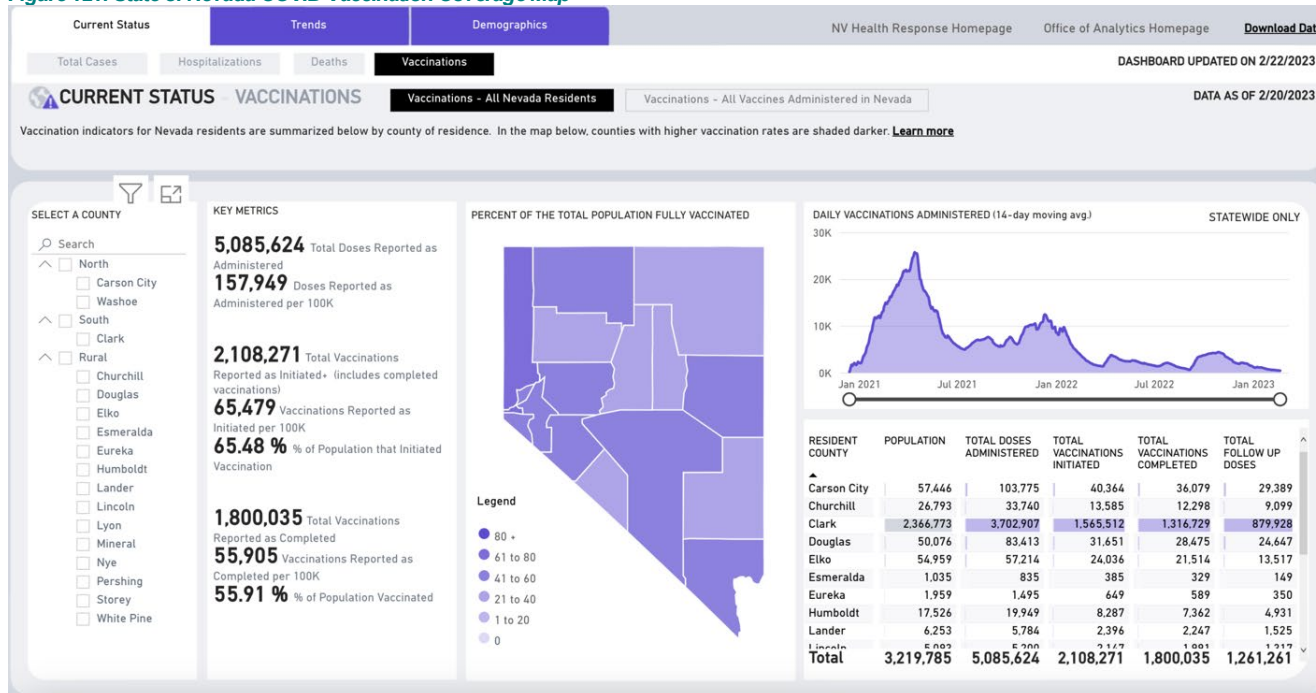 Figure 121: State of Nevada COVID Vaccination Coverage Map
Current Status
Trends
Demographics
NV Health Response Homepage
Office of Analytics Homepage
Download Dat
Total Cases
Hospitalizations
Deaths
Vaccinations
DASHBOARD UPDATED ON 2/22/2023
CURRENT STATUS - VACCINATIONS
Vaccinations - All Nevada Residents
Vaccinations - All Vaccines Administered in Nevada
DATA AS OF 2/20/2023
Vaccination indicators for Nevada residents are summarized below by county of residence. In the map below, counties with higher vaccination rates are shaded darker. Learn more
SELECT A COUNTY
Search
North
Carson City
Washoe
South
Clark
Rural
Churchill
Douglas
Elko
Esmeralda
Eureka
Humboldt
Lander
Lincoln
Lyon
Mineral
Nye
Pershing
Storey
White Pine
KEY METRICS
5,085,624 Total Doses Reported as
Administered
157,949 Doses Reported as
Administered per 100K
2,108,271 Total Vaccinations
Reported as Initiated+ (includes completed
vaccinations)
65,479 Vaccinations Reported as
Initiated per 100K
65.48 % % of Population that Initiated
Vaccination
1,800,035 Total Vaccinations
Reported as Completed
55,905 Vaccinations Reported as
Completed per 100K
55.91 % % of Population Vaccinated
PERCENT OF THE TOTAL POPULATION FULLY VACCINATED
Legend
80 +
61 to 80
41 to 60
21 to 40
1 to 20
0
DAILY VACCINATIONS ADMINISTERED (14-day moving avg.)
STATEWIDE ONLY
30K
20K
10K
0K
Jan 2021 Jul 2021 Jan 2022 Jul 2022 Jan 2023
RESIDENT COUNTY POPULATION TOTAL DOSES ADMINISTERED TOTAL VACCINATIONS INITIATED TOTAL VACCINATIONS COMPLETED TOTAL FOLLOW UP DOSES
Carson City 57,446 103,775 40,364 36,079 29,389
Churchill 26,793 33,740 13,585 12,298 9,099
Clark 2,366,773 3,702,907 1,565,512 1,316,729 879,928
Douglas 50,076 83,413 31,651 28,475 24,647
Elko 54,959 57,214 24,036 21,514 13,517
Esmeralda 1,035 835 385 329 149
Eureka 1,959 1,495 649 589 350
Humboldt 17,526 19,949 8,287 7,362 4,931
Lander 6,253 5,784 2,396 2,247 1,525
Lincoln
Total 3,219,785 5,085,624 2,108,271 1,800,035 1,261,261